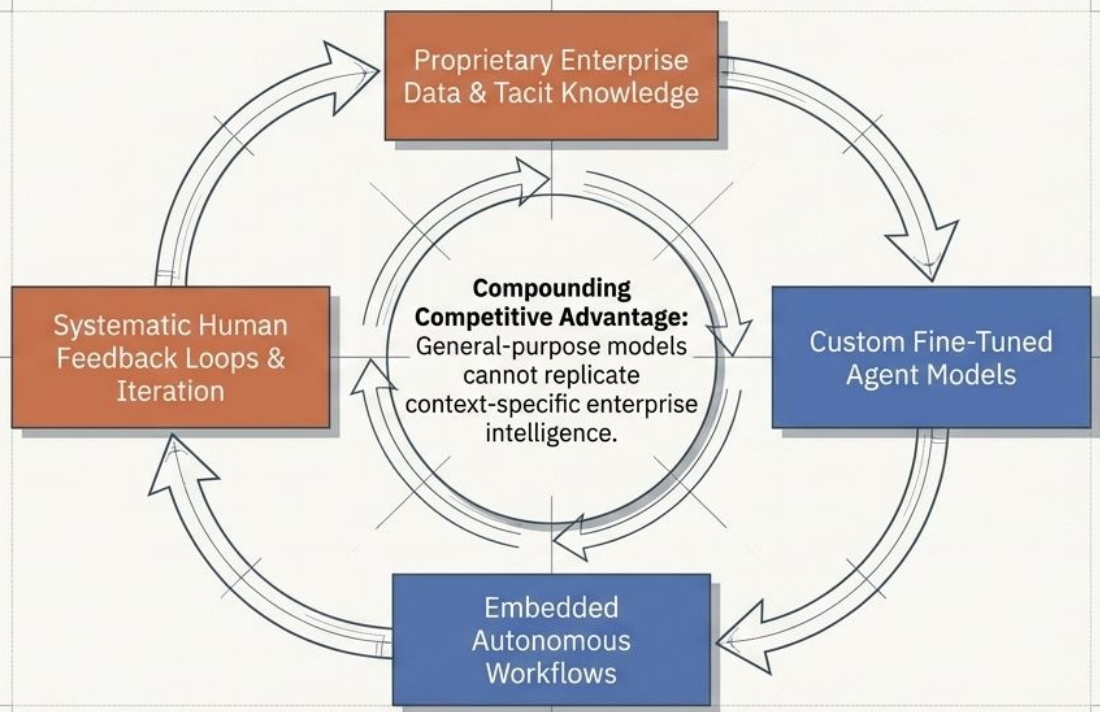 Proprietary Enterprise
Data & Tacit Knowledge
Systematic Human
Feedback Loops &
Iteration
Compounding
Competitive Advantage:
General-purpose models
cannot replicate
context-specific enterprise
intelligence.
Custom Fine-Tuned
Agent Models
Embedded
Autonomous
Workflows